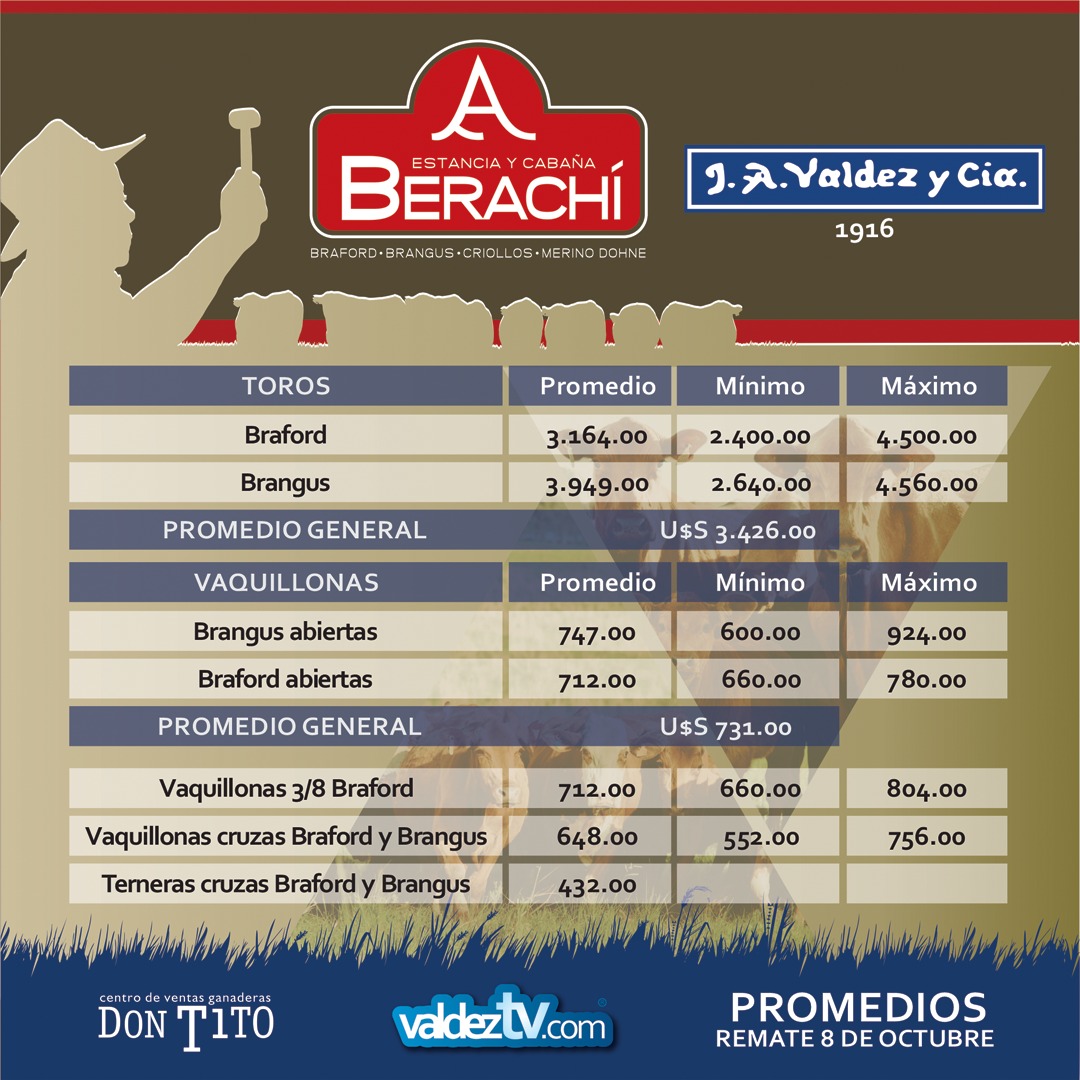 A
ESTANCIA Y CABAÑA
BERACHÍ
BRAFORD•BRANGUS•CRIOLLOS•MERINO DOHNE
J.A.Valdez y Cia.
1916
TOROS Promedio Mínimo Máximo
Braford 3.164.00 2.400.00 4.500.00
Brangus 3.949.00 2.640.00 4.560.00
PROMEDIO GENERAL U$S 3.426.00
VAQUILLONAS Promedio Mínimo Máximo
Brangus abiertas 747.00 600.00 924.00
Braford abiertas 712.00 660.00 780.00
PROMEDIO GENERAL U$S 731.00
Vaquillonas 3/8 Braford 712.00 660.00 804.00
Vaquillonas cruzas Braford y Brangus 648.00 552.00 756.00
Terneras cruzas Braford y Brangus 432.00
centro de ventas ganaderas
DON TITO
valdeztv.com
PROMEDIOS
REMATE 8 DE OCTUBRE